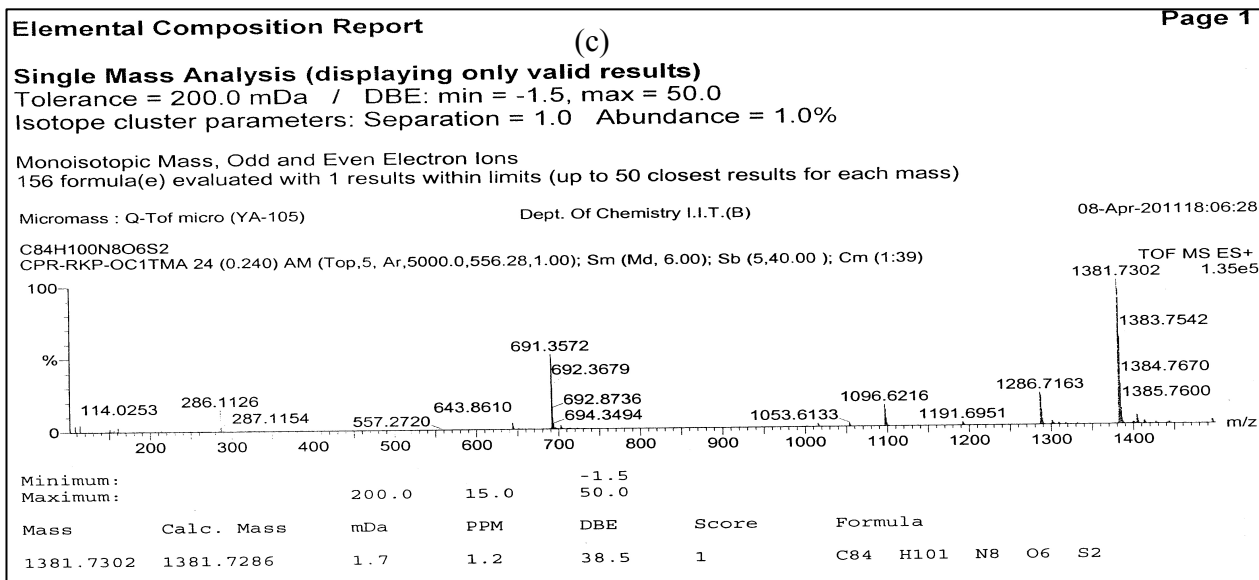 Elemental Composition Report
Page 1
(c)
Single Mass Analysis (displaying only valid results)
Tolerance = 200.0 mDa / DBE: min = -1.5, max = 50.0
Isotope cluster parameters: Separation = 1.0 Abundance = 1.0%
Monoisotopic Mass, Odd and Even Electron Ions
156 formula(e) evaluated with 1 results within limits (up to 50 closest results for each mass)
Micromass : Q-Tof micro (YA-105) Dept. Of Chemistry I.I.T.(B) 08-Apr-201118:06:28
C84H100N8O6S2
CPR-RKP-OC1TMA 24 (0.240) AM (Top,5, Ar,5000.0,556.28,1.00); Sm (Md, 6.00); Sb (5,40.00 ); Cm (1:39)
TOF MS ES+
1.35e5
1381.7302
100
1383.7542
691.3572
%
692.3679
1384.7670
1385.7600
692.8736
694.3494
286.1126
114.0253
287.1154
557.2720
643.8610
1053.6133
1096.6216
1191.6951
1286.7163
0
200 300 400 500 600 700 800 900 1000 1100 1200 1300 1400 m/z
Minimum: -1.5
Maximum: 200.0 15.0 50.0
Mass Calc. Mass mDa PPM DBE Score Formula
1381.7302 1381.7286 1.7 1.2 38.5 1 C84 H101 N8 O6 S2